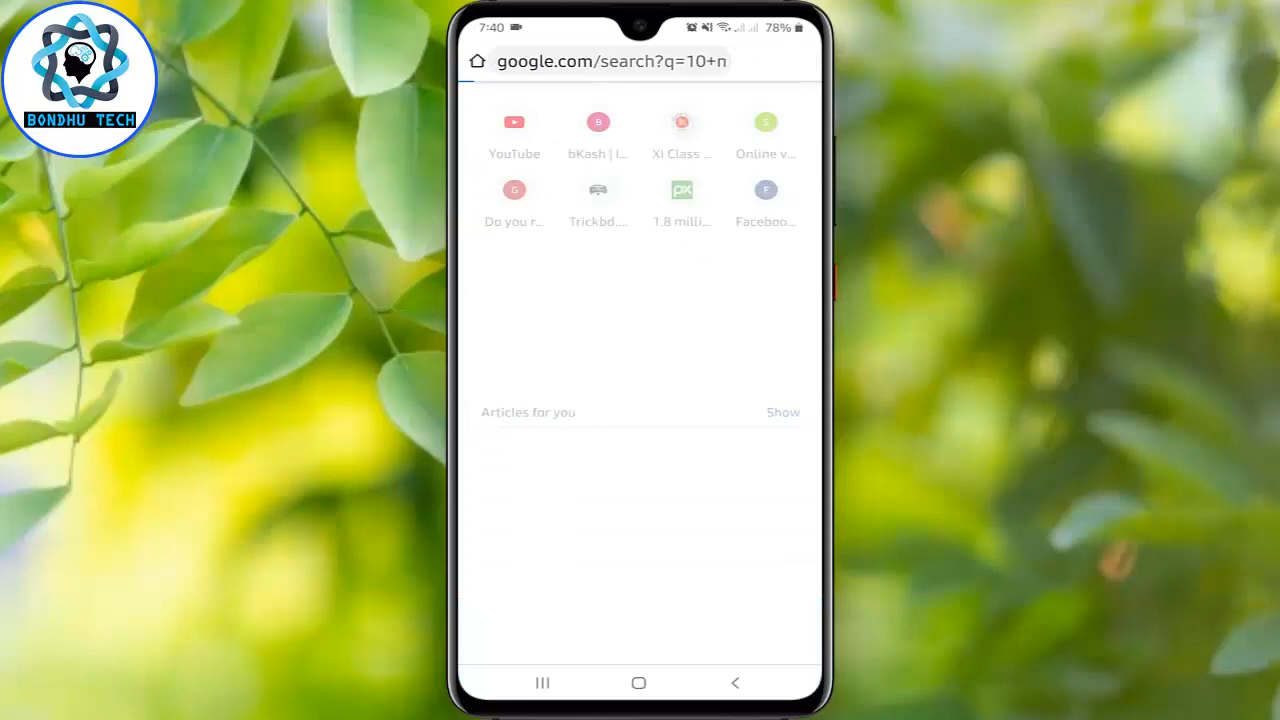 BONDHU TECH
7:40
78%
google.com/search?q=10+n
YouTube
bKash | I...
Xi Class ...
Online v...
Do you r...
Trickbd....
1.8 milli...
Faceboo...
Articles for you
Show